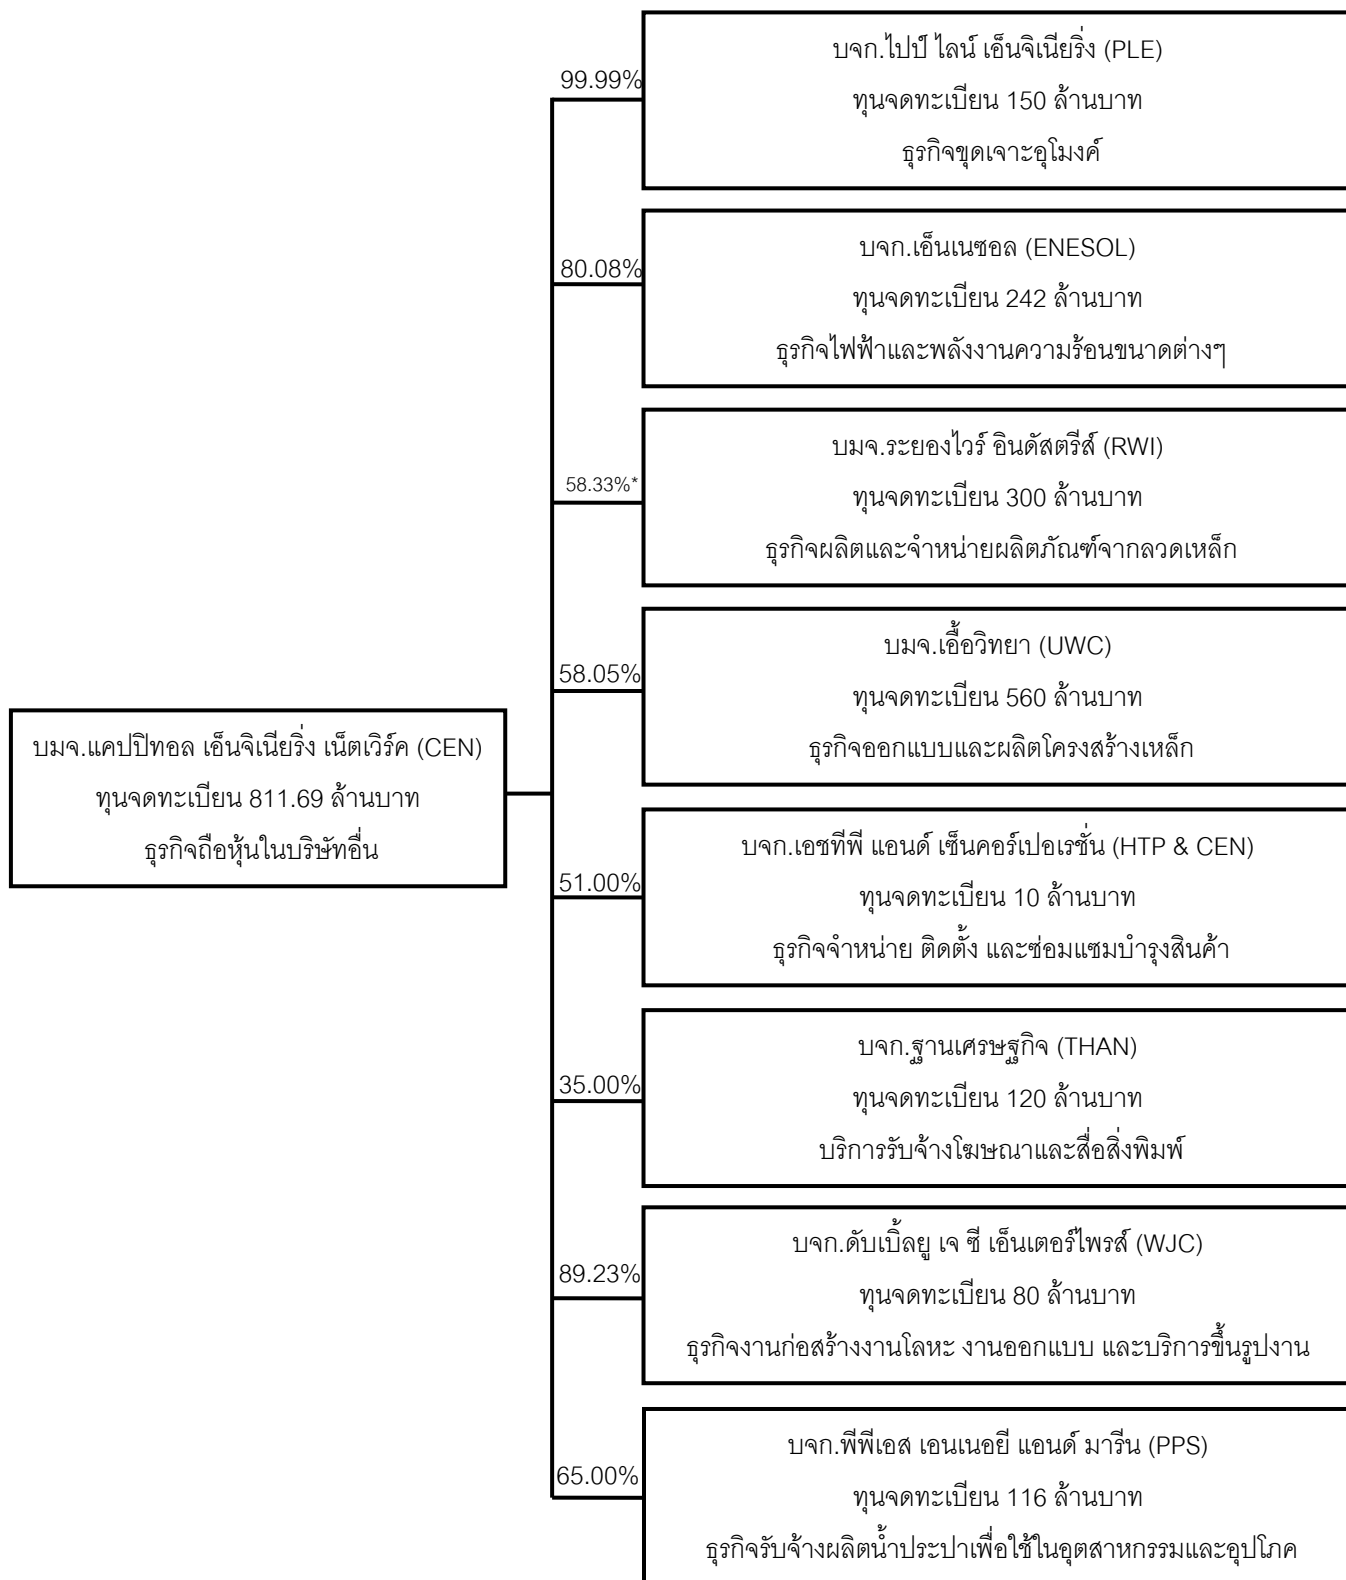 99.99%
บจก.ไปป์ ไลน์ เอ็นจิเนียริ่ง (PLE)
ทุนจดทะเบียน 150 ล้านบาท
ธุรกิจขุดเจาะอุโมงค์
80.08%
บจก.เอ็นเนซอล (ENESOL)
ทุนจดทะเบียน 242 ล้านบาท
ธุรกิจไฟฟ้าและพลังงานความร้อนขนาดต่างๆ
58.33%*
บมจ.ระยองไวร์ อินดัสตรีส์ (RWI)
ทุนจดทะเบียน 300 ล้านบาท
ธุรกิจผลิตและจำหน่ายผลิตภัณฑ์จากลวดเหล็ก
58.05%
บมจ.เอื้อวิทยา (UWC)
ทุนจดทะเบียน 560 ล้านบาท
ธุรกิจออกแบบและผลิตโครงสร้างเหล็ก
บมจ.แคปปิทอล เอ็นจิเนียริ่ง เน็ตเวิร์ค (CEN)
ทุนจดทะเบียน 811.69 ล้านบาท
ธุรกิจถือหุ้นในบริษัทอื่น
51.00%
บจก.เอชทีพี แอนด์ เซ็นคอร์เปอเรชั่น (HTP & CEN)
ทุนจดทะเบียน 10 ล้านบาท
ธุรกิจจำหน่าย ติดตั้ง และซ่อมแซมบำรุงสินค้า
35.00%
บจก.ฐานเศรษฐกิจ (THAN)
ทุนจดทะเบียน 120 ล้านบาท
บริการรับจ้างโฆษณาและสื่อสิ่งพิมพ์
89.23%
บจก.ดับเบิ้ลยู เจ ซี เอ็นเตอร์ไพรส์ (WJC)
ทุนจดทะเบียน 80 ล้านบาท
ธุรกิจงานก่อสร้างงานโลหะ งานออกแบบ และบริการขึ้นรูปงาน
65.00%
บจก.พีพีเอส เอนเนอยี แอนด์ มารีน (PPS)
ทุนจดทะเบียน 116 ล้านบาท
ธุรกิจรับจ้างผลิตน้ำประปาเพื่อใช้ในอุตสาหกรรมและอุปโภค